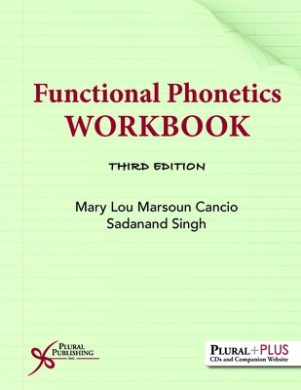 Functional Phonetics
WORKBOOK
THIRD EDITION
Mary Lou Marsoun Cancio
Sadanand Singh
PLURAL
PUBLISHING
INC.
PLURAL+PLUS
CDs and Companion Website